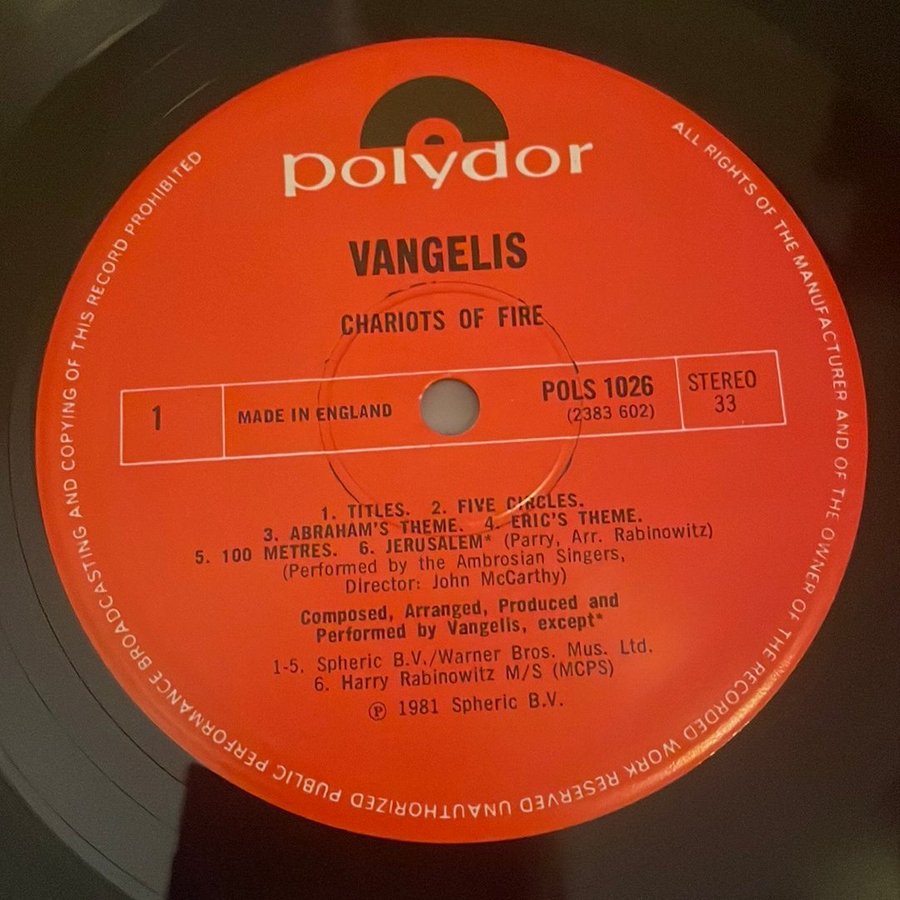 polydor
VANGELIS
CHARIOTS OF FIRE
1
MADE IN ENGLAND
POLS 1026
(2383 602)
STEREO
33
1. TITLES. 2. FIVE CIRCLES.
3. ABRAHAM'S THEME. 4. ERIC'S THEME.
5. 100 METRES. 6. JERUSALEM* (Parry, Arr. Rabinowitz)
(Performed by the Ambrosian Singers,
Director: John McCarthy)
Composed, Arranged, Produced and
Performed by Vangelis, except*
1-5. Spheric B.V./Warner Bros. Mus. Ltd.
6. Harry Rabinowitz M/S (MCPS)
℗ 1981 Spheric B.V.
ALL RIGHTS OF THE MANUFACTURER AND OF THE OWNER OF THE RECORDED WORK RESERVED UNAUTHORIZED PUBLIC PERFORMANCE BROADCASTING AND COPYING OF THIS RECORD PROHIBITED